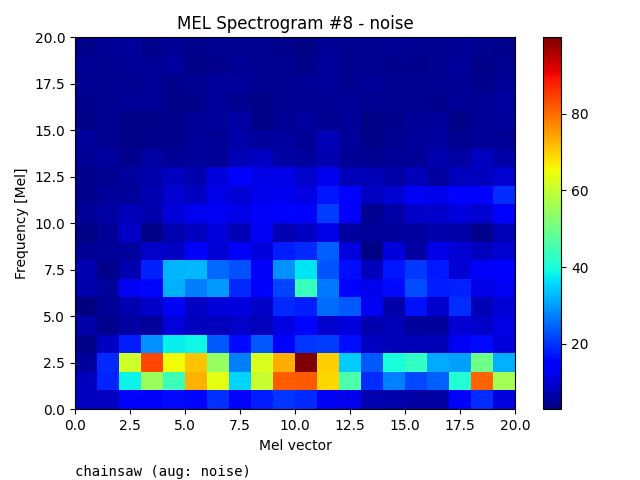 MEL Spectrogram #8 - noise
20.0
17.5
15.0
12.5
10.0
7.5
5.0
2.5
0.0
Frequency [Mel]
0.0 2.5 5.0 7.5 10.0 12.5 15.0 17.5 20.0
Mel vector
80
60
40
20
chainsaw (aug: noise)